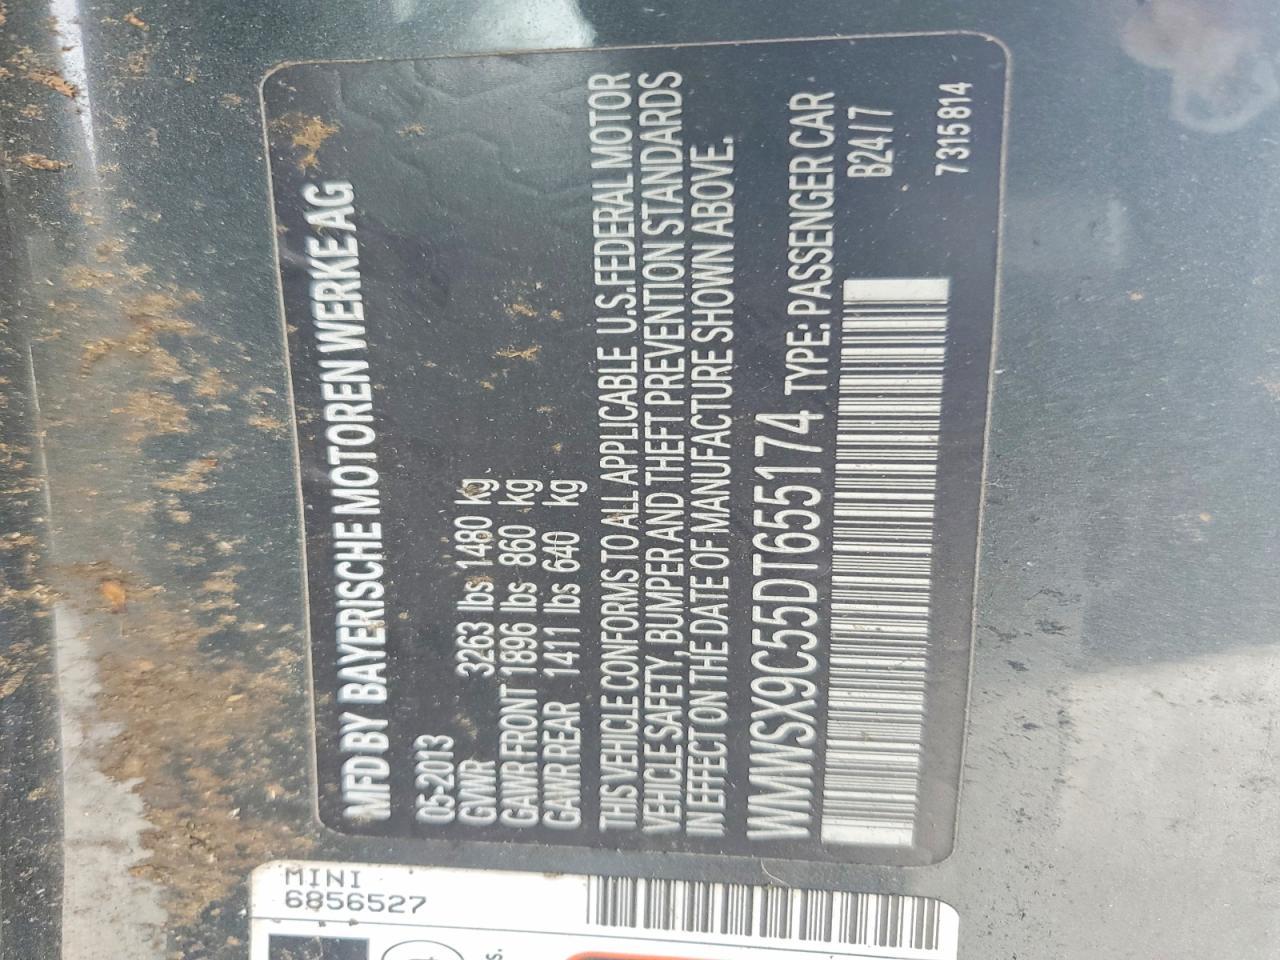 MFD BY BAYERISCHE MOTOREN WERKE AG
05-2013
GVWR 3263 lbs 1480 kg
GAWR FRONT 1896 lbs 860 kg
GAWR REAR 1411 lbs 640 kg
THIS VEHICLE CONFORMS TO ALL APPLICABLE U.S. FEDERAL MOTOR
VEHICLE SAFETY, BUMPER AND THEFT PREVENTION STANDARDS
IN EFFECT ON THE DATE OF MANUFACTURE SHOWN ABOVE.
WMWSX9C55DT655174 TYPE: PASSENGER CAR
B24/7
7 315 814
MINI
6856527